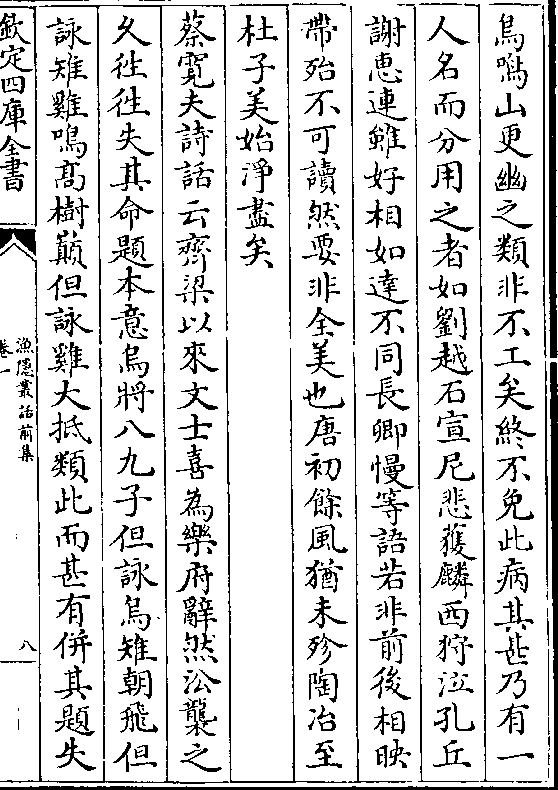 鳥鳴山更幽之類非不工矣終不免此病其甚乃有一
人名而分用之者如劉越石宣尼悲獲麟西狩泣孔丘
謝惠連雖好相如達不同長卿慢等語若非前後相映
帶殆不可讀然要非全美也唐初餘風猶未殄陶冶至
杜子美始淨盡矣
蔡寛夫詩話云齊梁以來文士喜為樂府辭然沿襲之
久徃徃失其命題本意烏將八九子但詠烏雉朝飛但
詠雉雞鳴髙樹巔但詠雞大抵類此而甚有併其題失
欽定四庫全書
漁隱叢話前集
卷一
八